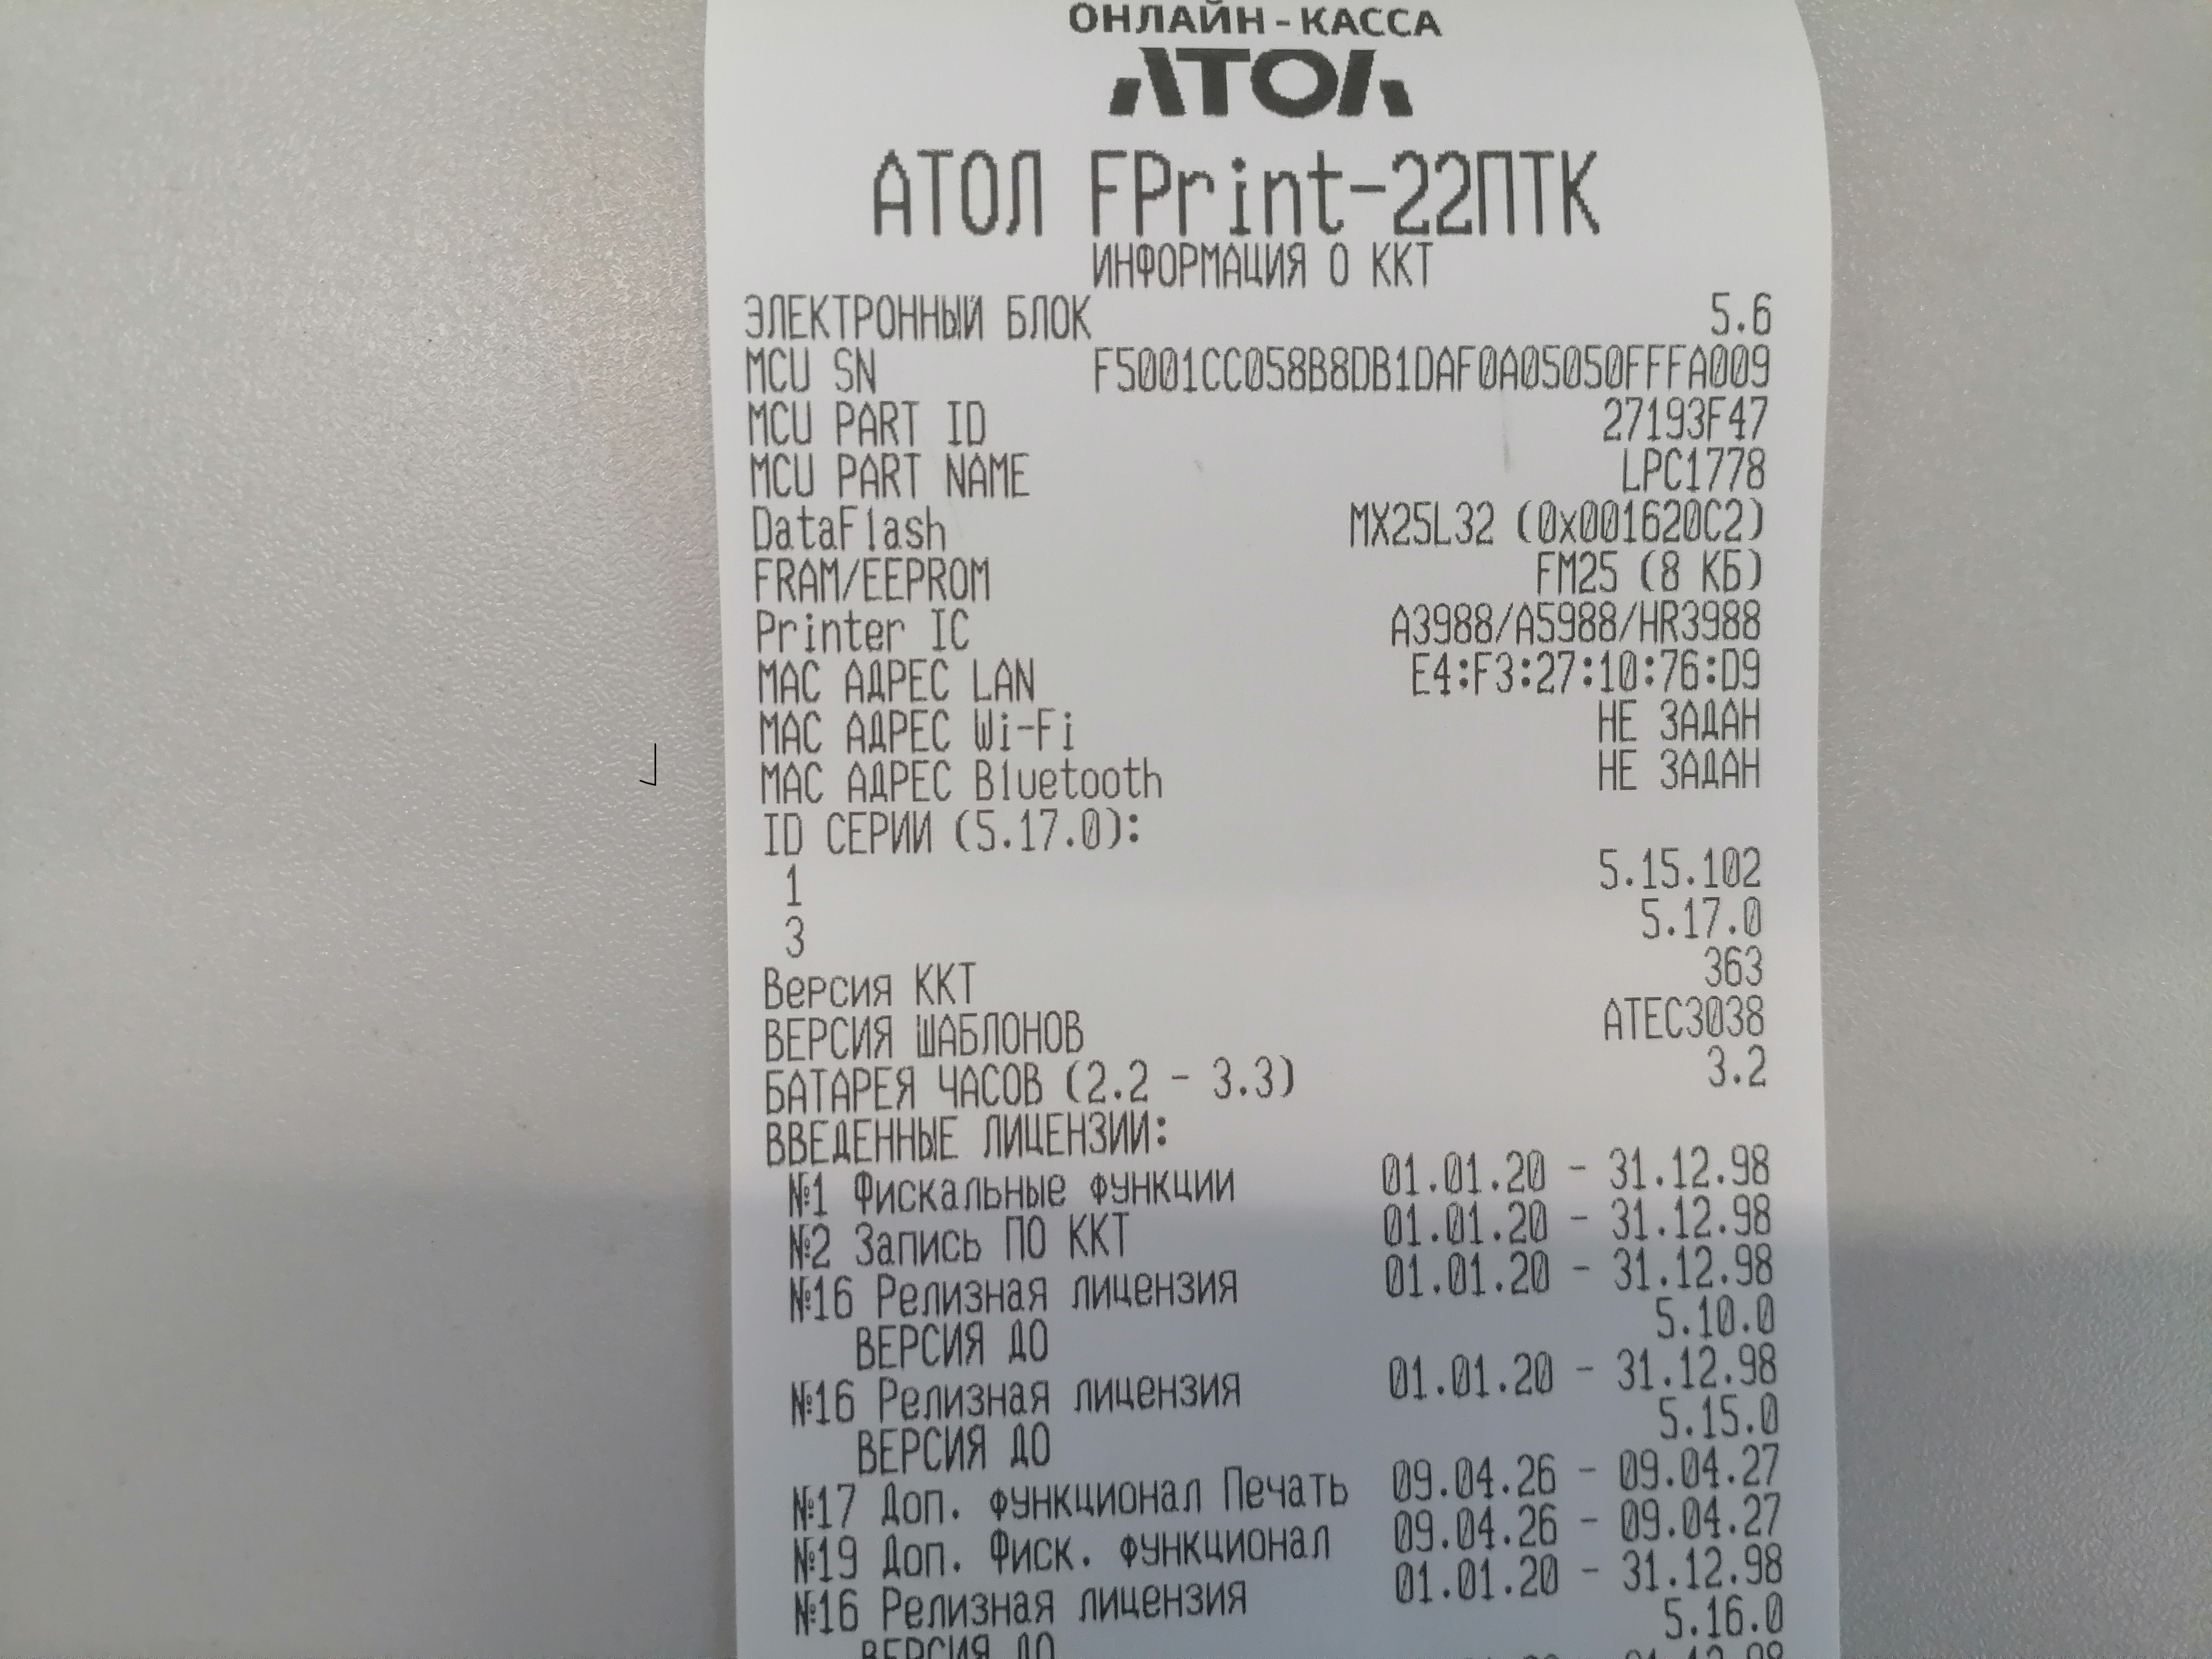 ОНЛАЙН-КАССА
АТОЛ
АТОЛ FPrint-22ПТК
ИНФОРМАЦИЯ О ККТ
ЭЛЕКТРОННЫЙ БЛОК 5.6
MCU SN F5001CC058B8DB1DAF0A05050FFFA009
MCU PART ID 27193F47
MCU PART NAME LPC1778
DataFlash MX25L32 (0x001620C2)
FRAM/EEPROM FM25 (8 КБ)
Printer IC A3988/A5988/HR3988
MAC АДРЕС LAN E4:F3:27:10:76:D9
MAC АДРЕС Wi-Fi НЕ ЗАДАН
MAC АДРЕС Bluetooth НЕ ЗАДАН
ID СЕРИИ (5.17.0):
1 5.15.102
3 5.17.0
Версия ККТ 363
ВЕРСИЯ ШАБЛОНОВ ATEC3038
БАТАРЕЯ ЧАСОВ (2.2 - 3.3) 3.2
ВВЕДЕННЫЕ ЛИЦЕНЗИИ:
№1 Фискальные функции 01.01.20 - 31.12.98
№2 Запись ПО ККТ 01.01.20 - 31.12.98
№16 Релизная лицензия 01.01.20 - 31.12.98
ВЕРСИЯ ДО 5.10.0
№16 Релизная лицензия 01.01.20 - 31.12.98
ВЕРСИЯ ДО 5.15.0
№17 Доп. функционал Печать 09.04.26 - 09.04.27
№19 Доп. Фиск. функционал 09.04.26 - 09.04.27
№16 Релизная лицензия 01.01.20 - 31.12.98
ВЕРСИЯ ДО 5.16.0